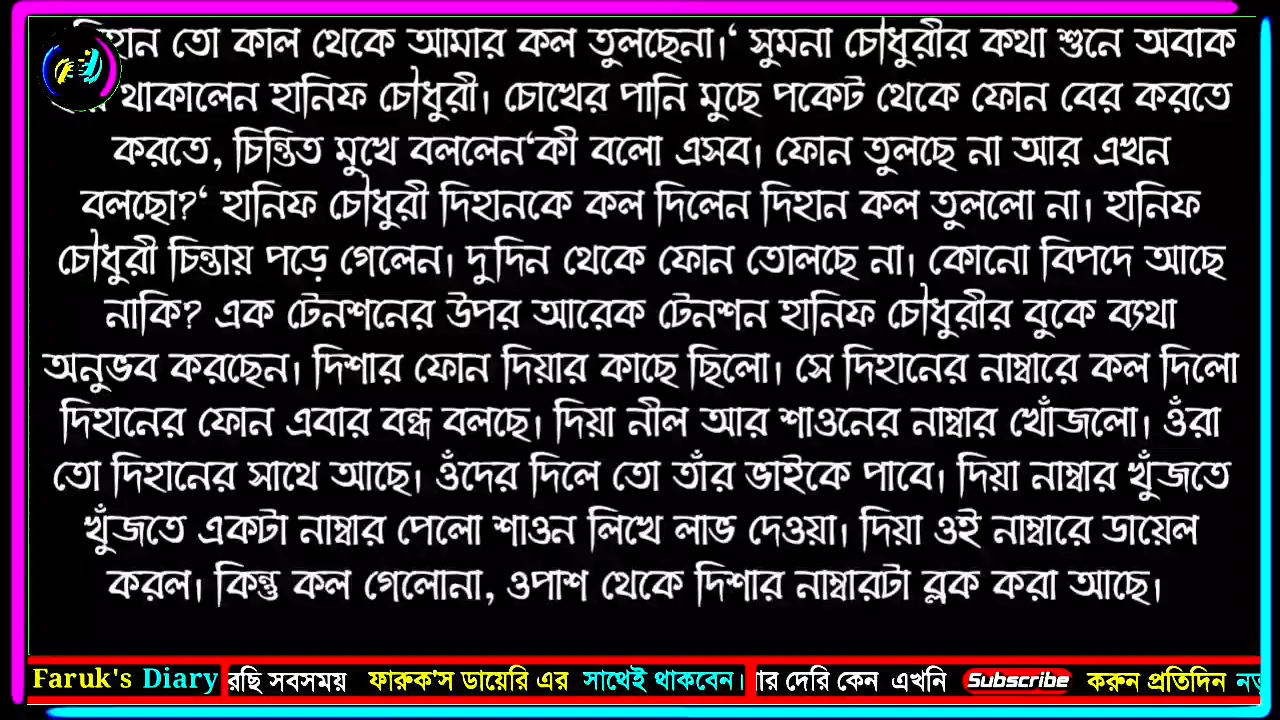 দিহান তো কাল থেকে আমার কল তুলছেনা।‘ সুমনা চৌধুরীর কথা শুনে অবাক
থাকালেন হানিফ চৌধুরী। চোখের পানি মুছে পকেট থেকে ফোন বের করতে
করতে, চিন্তিত মুখে বললেন‘কী বলো এসব। ফোন তুলছে না আর এখন
বলছো?‘ হানিফ চৌধুরী দিহানকে কল দিলেন দিহান কল তুললো না। হানিফ
চৌধুরী চিন্তায় পড়ে গেলেন। দুদিন থেকে ফোন তোলছে না। কোনো বিপদে আছে
নাকি? এক টেনশনের উপর আরেক টেনশন হানিফ চৌধুরীর বুকে ব্যথা
অনুভব করছেন। দিশার ফোন দিয়ার কাছে ছিলো। সে দিহানের নাম্বারে কল দিলো
দিহানের ফোন এবার বন্ধ বলছে। দিয়া নীল আর শাওনের নাম্বার খোঁজলো। ওঁরা
তো দিহানের সাথে আছে। ওঁদের দিলে তো তাঁর ভাইকে পাবে। দিয়া নাম্বার খুঁজতে
খুঁজতে একটা নাম্বার পেলো শাওন লিখে লাভ দেওয়া। দিয়া ওই নাম্বারে ডায়েল
করল। কিন্তু কল গেলোনা, ওপাশ থেকে দিশার নাম্বারটা ব্লক করা আছে।
Faruk's Diary রছি সবসময় ফারুক'স ডায়েরি এর সাথেই থাকবেন। ার দেরি কেন এখনি Subscribe করুন প্রতিদিন নত